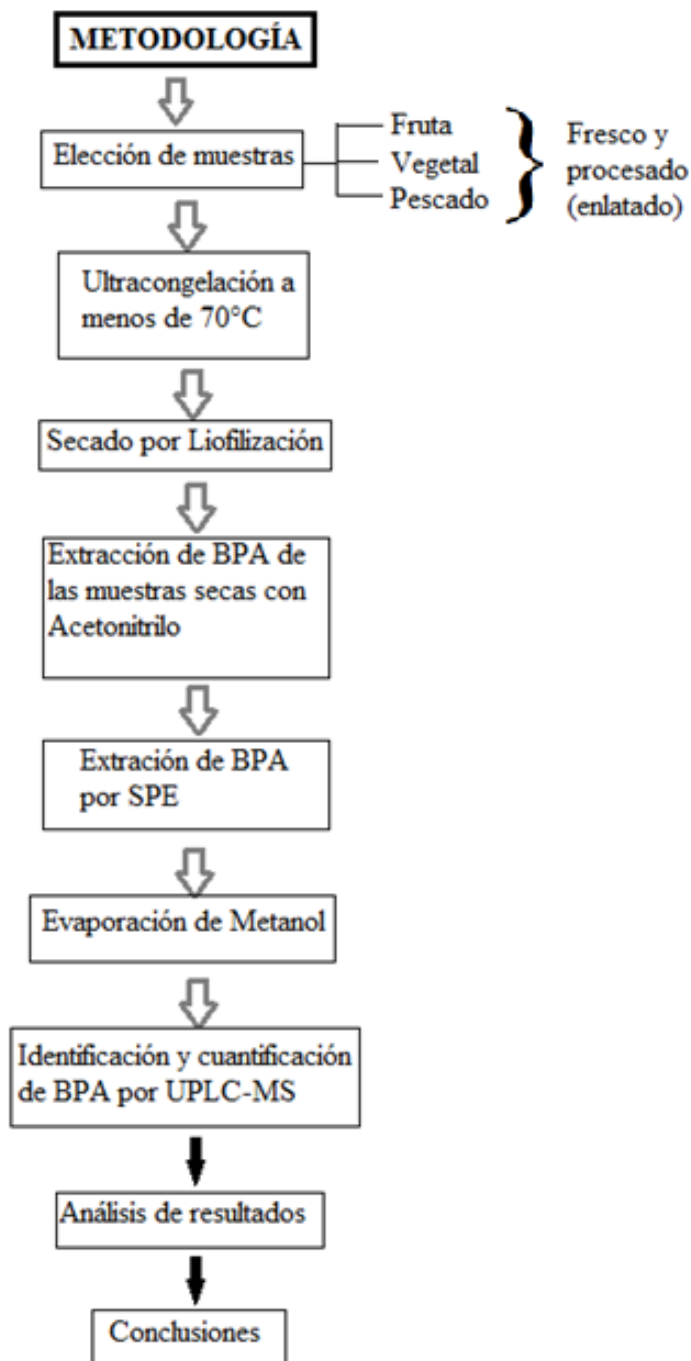 METODOLOGÍA
Elección de muestras
Fruta
Vegetal
Pescado
Fresco y
procesado
(enlatado)
Ultracongelación a
menos de 70°C
Secado por Liofilización
Extracción de BPA de
las muestras secas con
Acetonitrilo
Extración de BPA
por SPE
Evaporación de Metanol
Identificación y cuantificación
de BPA por UPLC-MS
Análisis de resultados
Conclusiones